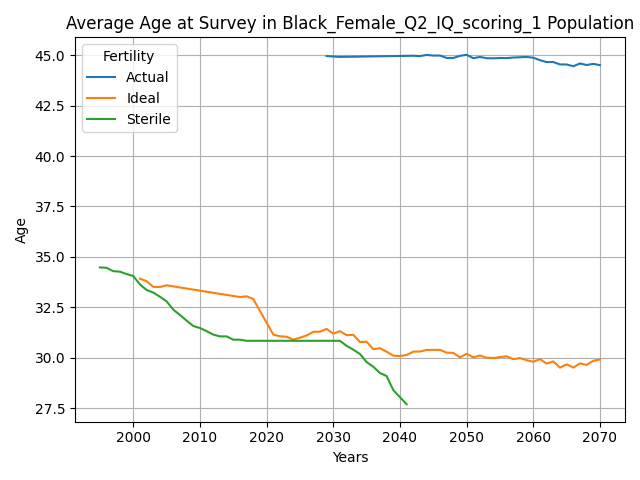 Average Age at Survey in Black_Female_Q2_IQ_scoring_1 Population
Fertility
Actual
Ideal
Sterile
Age
45.0
42.5
40.0
37.5
35.0
32.5
30.0
27.5
2000
2010
2020
2030
2040
2050
2060
2070
Years